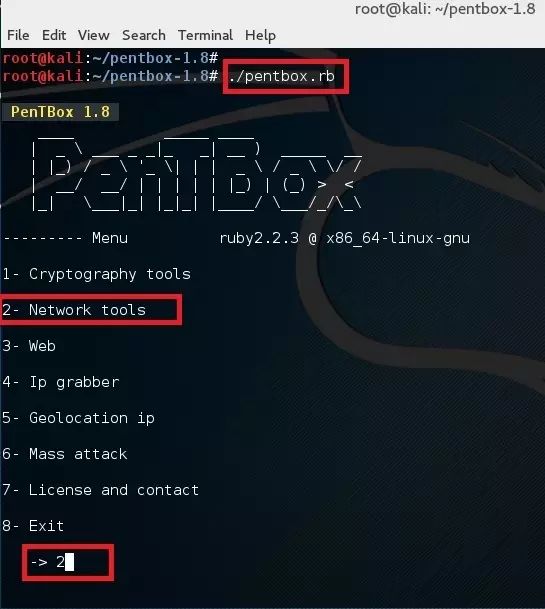 root@kali: ~/pentbox-1.8
File Edit View Search Terminal Help
root@kali:~/pentbox-1.8#
root@kali:~/pentbox-1.8# ./pentbox.rb
PenTBox 1.8
PenTBox
--------- Menu ruby2.2.3 @ x86_64-linux-gnu
1- Cryptography tools
2- Network tools
3- Web
4- Ip grabber
5- Geolocation ip
6- Mass attack
7- License and contact
8- Exit
-> 2